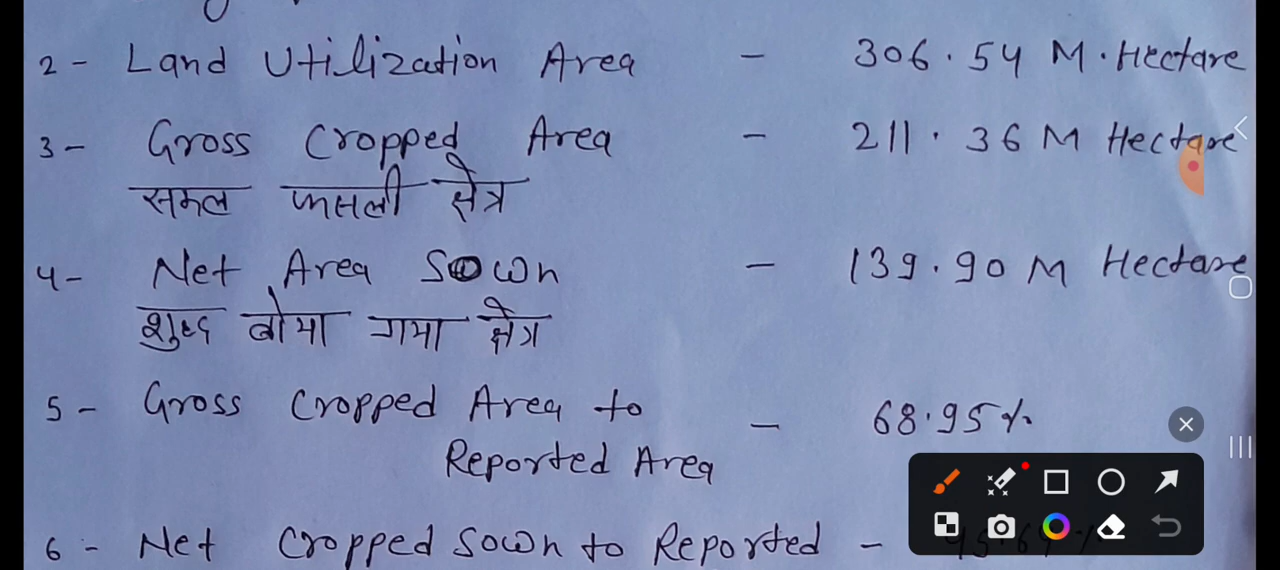 2 - Land Utilization Area - 306.54 M. Hectare
3 - Gross Cropped Area - 211.36 M Hectare
सकल फसली क्षेत्र
4 - Net Area Sown - 139.90 M Hectare
शुध्द बोया गया क्षेत्र
5 - Gross Cropped Area to - 68.95%
Reported Area
6 - Net Cropped Sown to Reported -